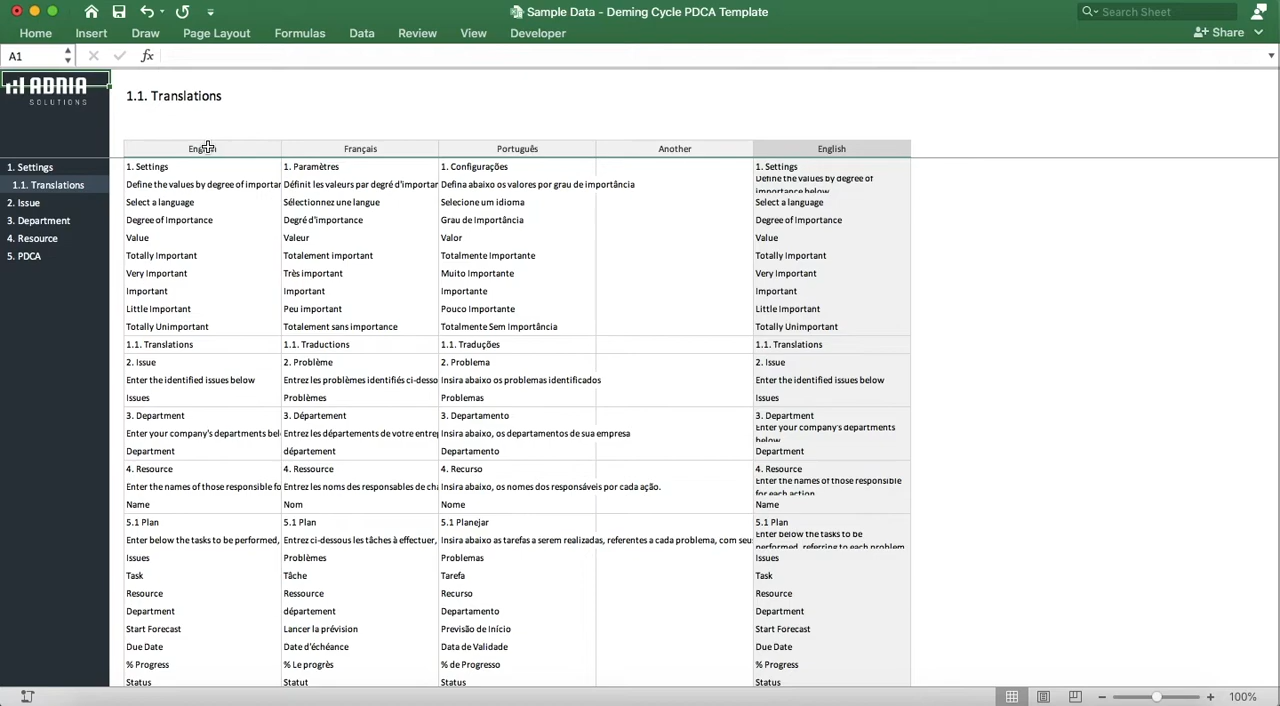 Sample Data - Deming Cycle PDCA Template
Search Sheet
Home Insert Draw Page Layout Formulas Data Review View Developer
Share
A1
fx
ADNIA
SOLUTIONS
1. Settings
1.1. Translations
2. Issue
3. Department
4. Resource
5. PDCA
1.1. Translations
English Français Português Another English
1. Settings 1. Paramètres 1. Configurações 1. Settings
Define the values by degree of importan Définit les valeurs par degré d'importar Defina abaixo os valores por grau de importância Define the values by degree of
importance below
Select a language Sélectionnez une langue Selecione um idioma Select a language
Degree of Importance Degré d'importance Grau de Importância Degree of Importance
Value Valeur Valor Value
Totally Important Totalement important Totalmente Importante Totally Important
Very Important Très important Muito Importante Very Important
Important Important Importante Important
Little Important Peu important Pouco Importante Little Important
Totally Unimportant Totalement sans importance Totalmente Sem Importância Totally Unimportant
1.1. Translations 1.1. Traductions 1.1. Traduções 1.1. Translations
2. Issue 2. Problème 2. Problema 2. Issue
Enter the identified issues below Entrez les problèmes identifiés ci-desso Insira abaixo os problemas identificados Enter the identified issues below
Issues Problèmes Problemas Issues
3. Department 3. Département 3. Departamento 3. Department
Enter your company's departments bel Entrez les départements de votre entrep Insira abaixo, os departamentos de sua empresa Enter your company's departments
below
Department département Departamento Department
4. Resource 4. Ressource 4. Recurso 4. Resource
Enter the names of those responsible fo Entrez les noms des responsables de cha Insira abaixo, os nomes dos responsáveis por cada ação. Enter the names of those responsible
for each action
Name Nom Nome Name
5.1 Plan 5.1 Plan 5.1 Planejar 5.1 Plan
Enter below the tasks to be performed, Entrez ci-dessous les tâches à effectuer, Insira abaixo as tarefas a serem realizadas, referentes a cada problema, com seus Enter below the tasks to be
performed, referring to each problem
Issues Problèmes Problemas Issues
Task Tâche Tarefa Task
Resource Ressource Recurso Resource
Department département Departamento Department
Start Forecast Lancer la prévision Previsão de Início Start Forecast
Due Date Date d'échéance Data de Validade Due Date
% Progress % Le progrès % de Progresso % Progress
Status Statut Status Status
100%